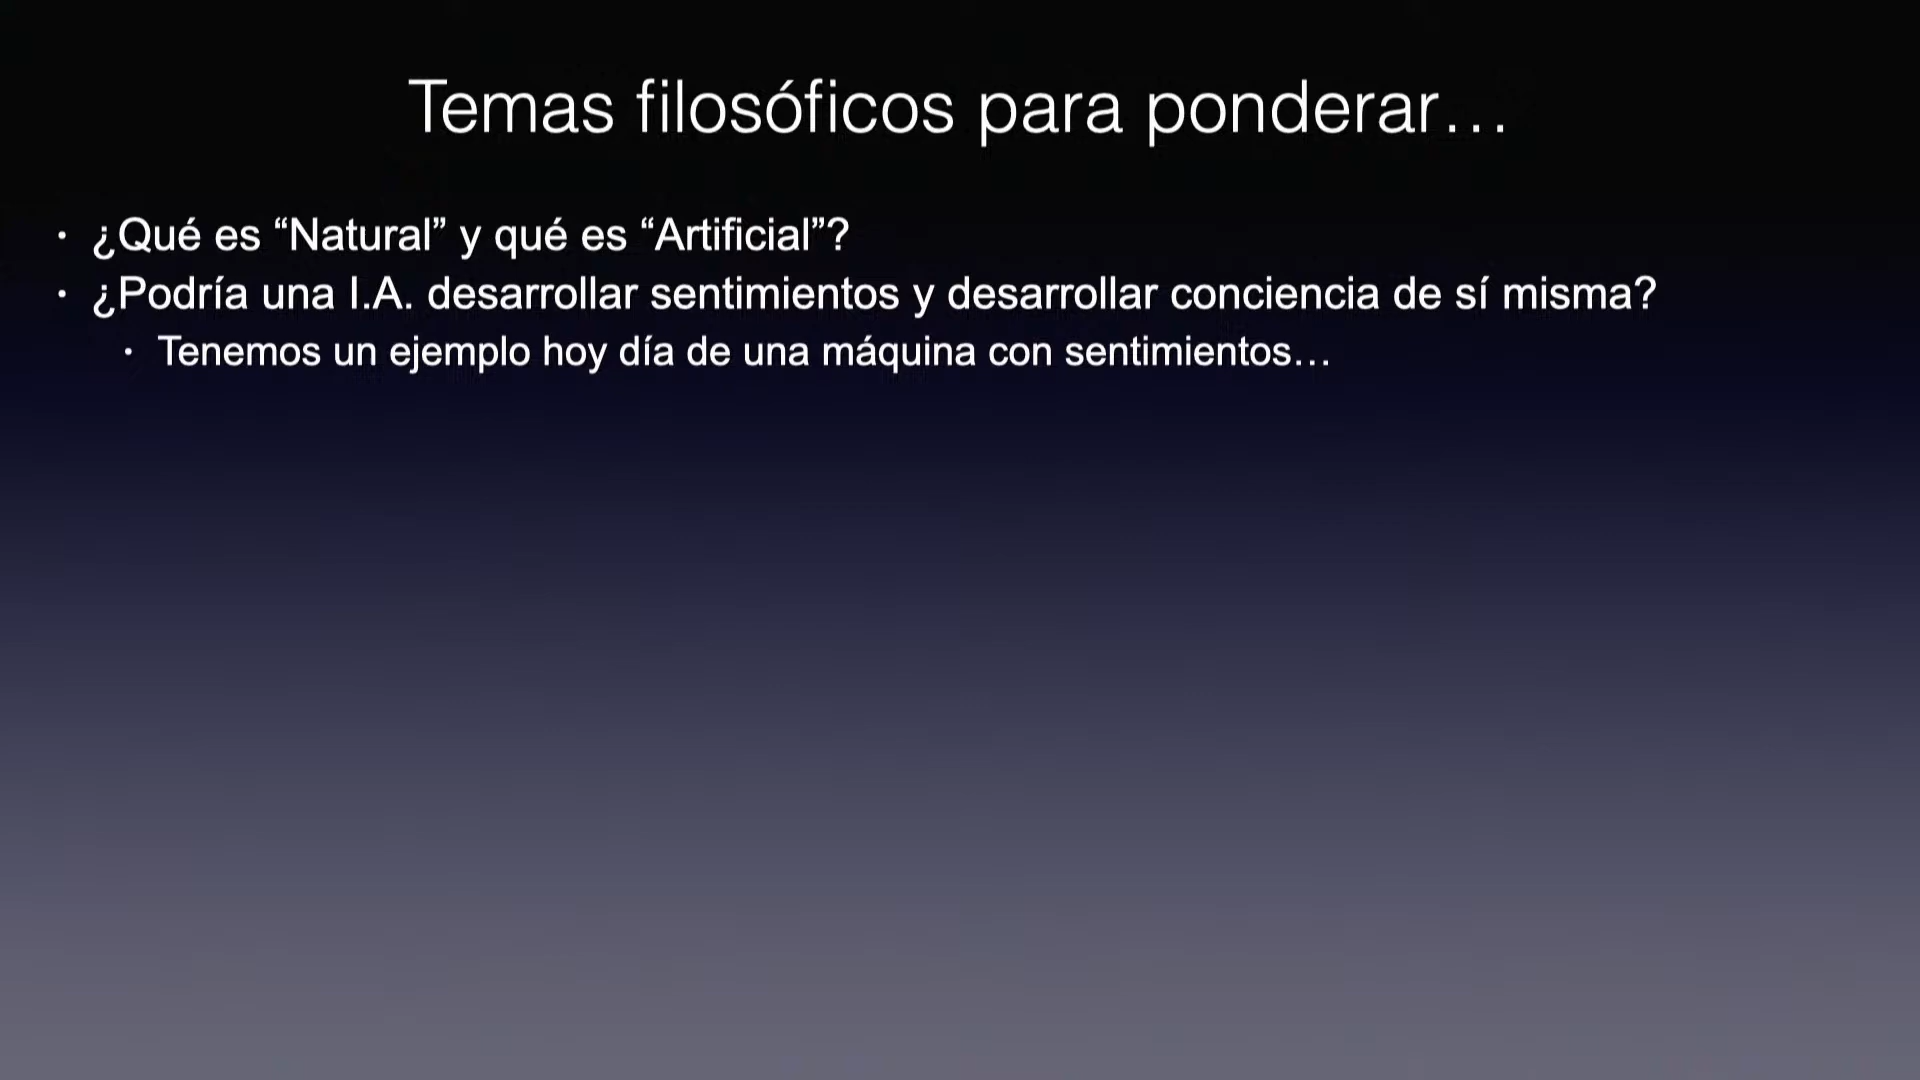 Temas filosóficos para ponderar…
· ¿Qué es “Natural” y qué es “Artificial”?
· ¿Podría una I.A. desarrollar sentimientos y desarrollar conciencia de sí misma?
· Tenemos un ejemplo hoy día de una máquina con sentimientos…